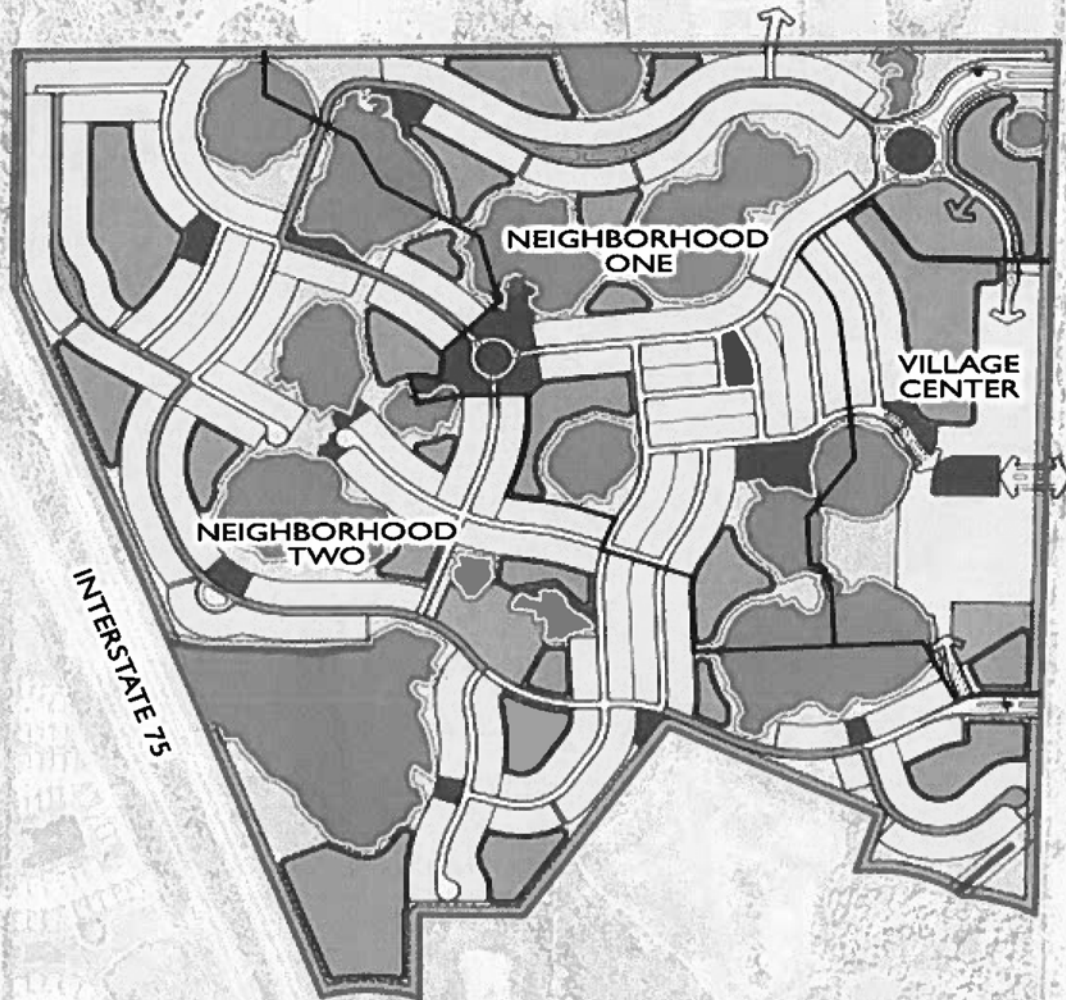 NEIGHBORHOOD
ONE
VILLAGE
CENTER
NEIGHBORHOOD
TWO
INTERSTATE 75